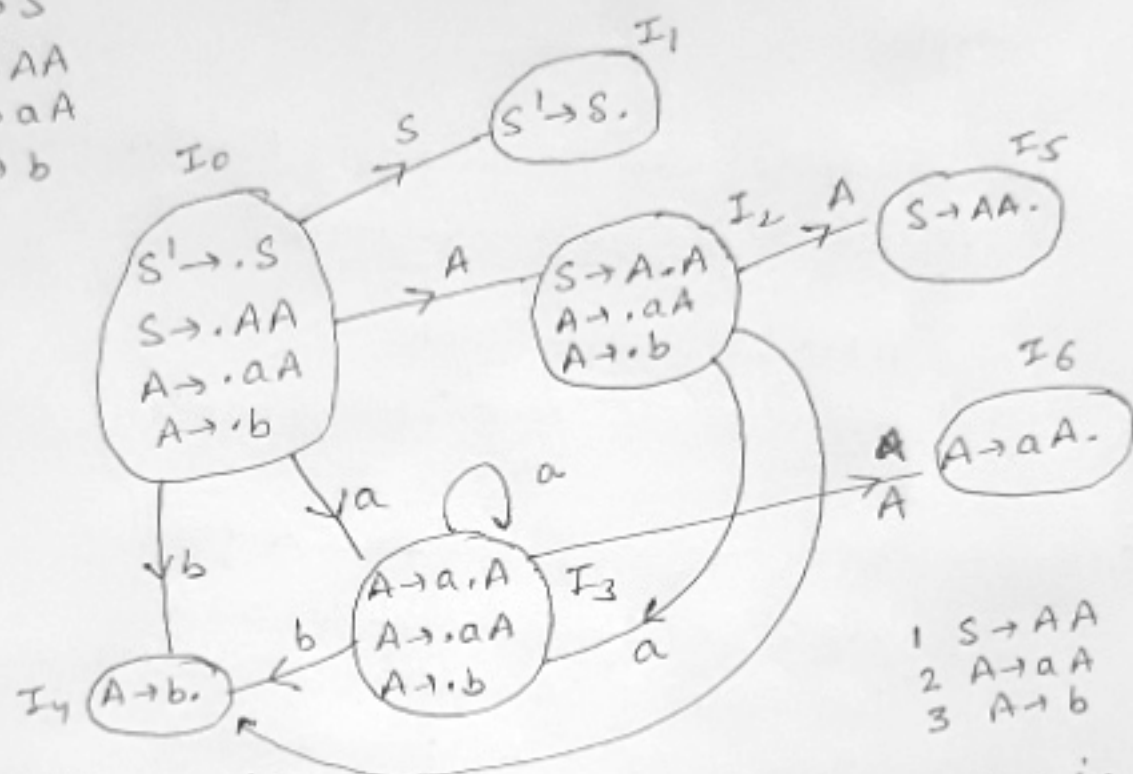 S
AA
aA
b
I0
S' → .S
S → .AA
A → .aA
A → .b
S
I1
S' → S.
A
I2
S → A.A
A → .aA
A → .b
A
I5
S → AA.
I6
A → aA.
A
A
a
a
b
I3
A → a.A
A → .aA
A → .b
a
b
I4
A → b.
1 S → AA
2 A → aA
3 A → b